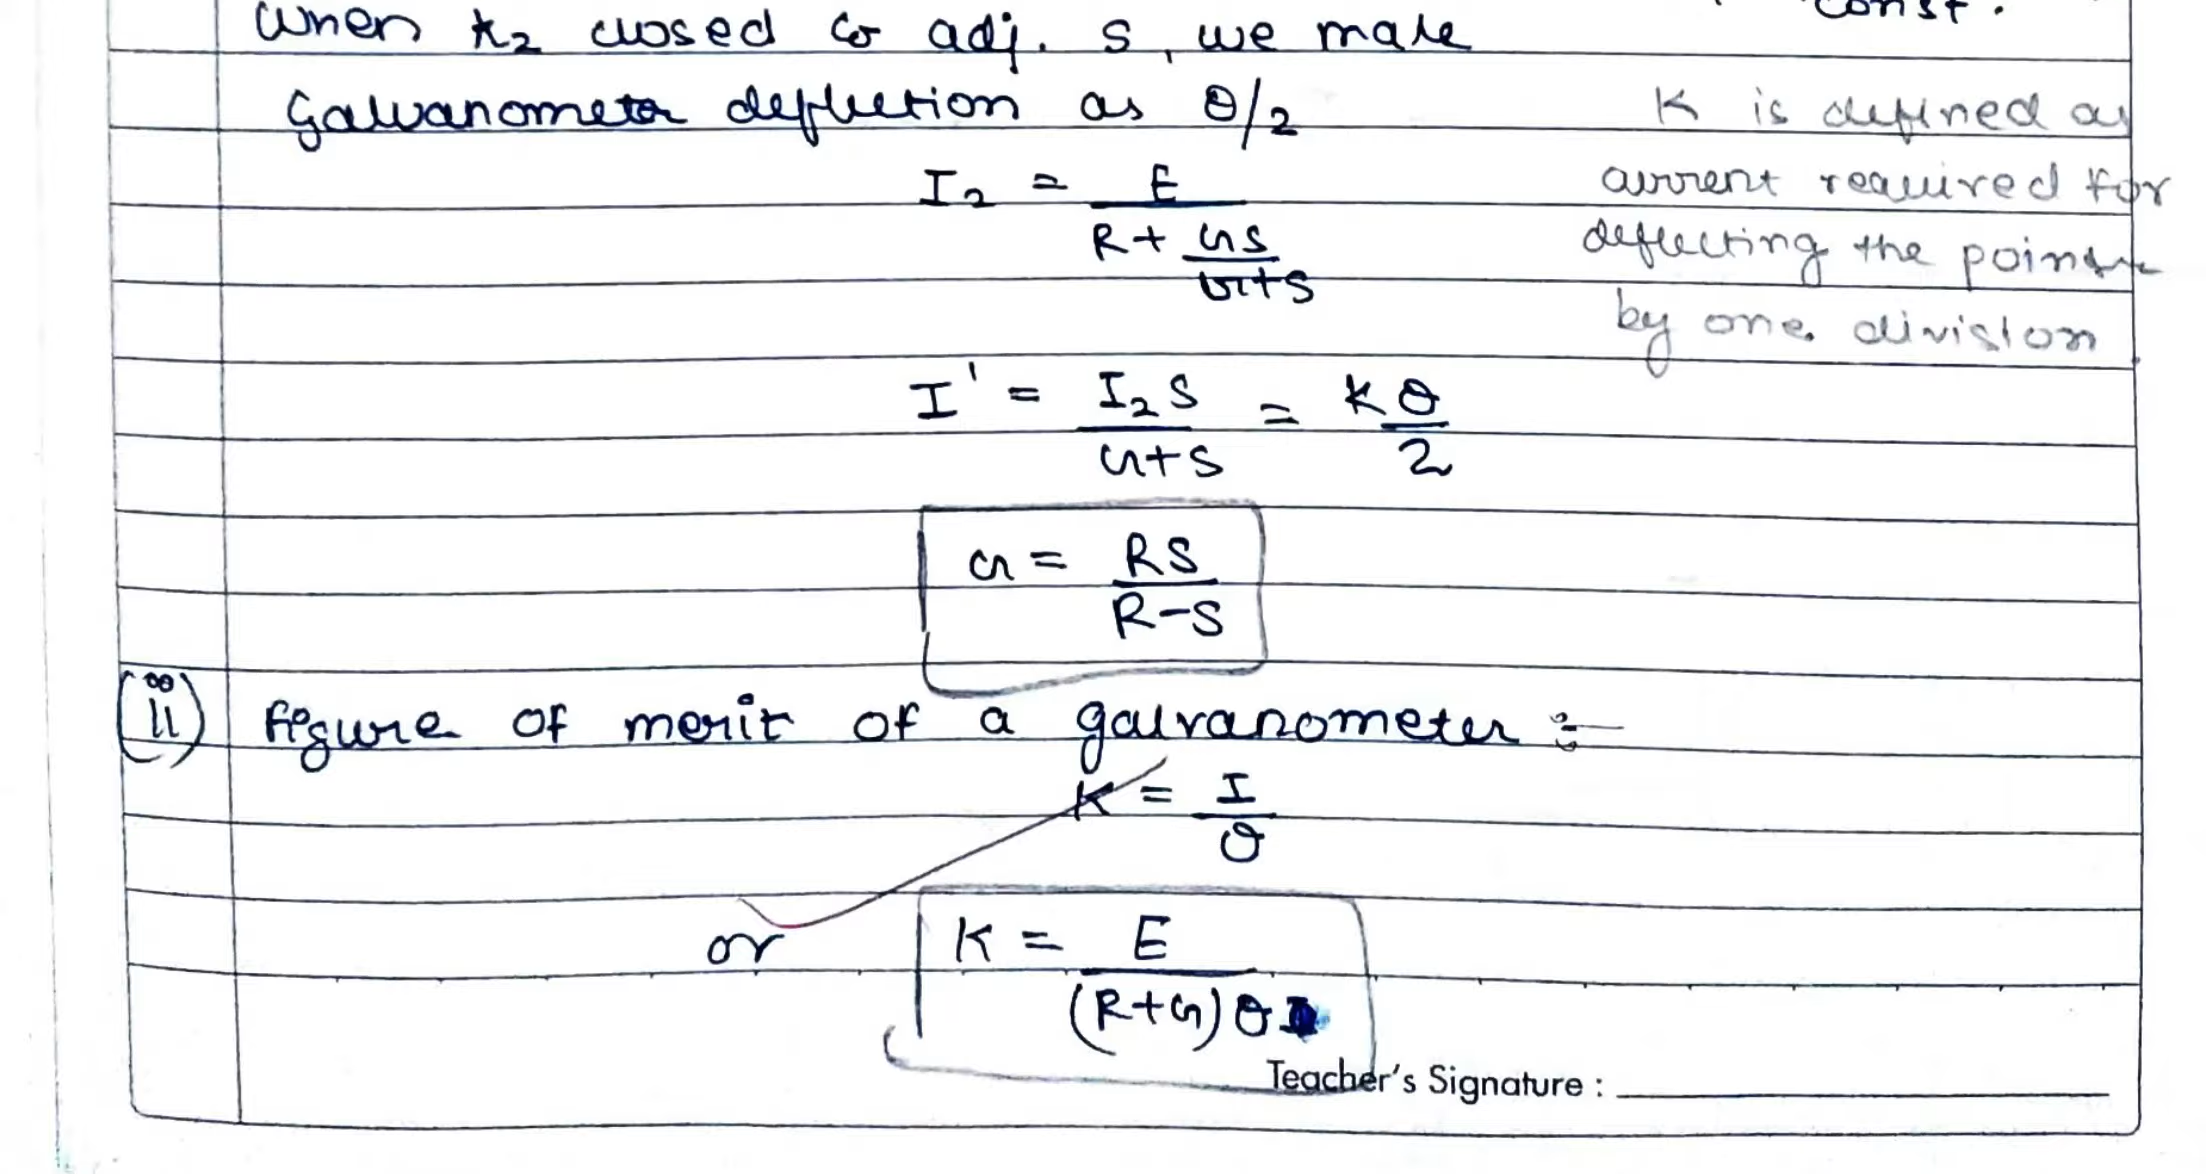 When K₂ closed & adj. S, we make
Galvanometer deflection as θ/2
I₂ = E / (R + GS/(G+S))
I' = I₂S/(G+S) = Kθ/2
G = RS/(R-S)
const.
K is defined as
current required for
deflecting the pointer
by one division
(ii) figure of merit of a galvanometer :-
K = I/θ
or K = E/((R+G)θ)
Teacher's Signature :